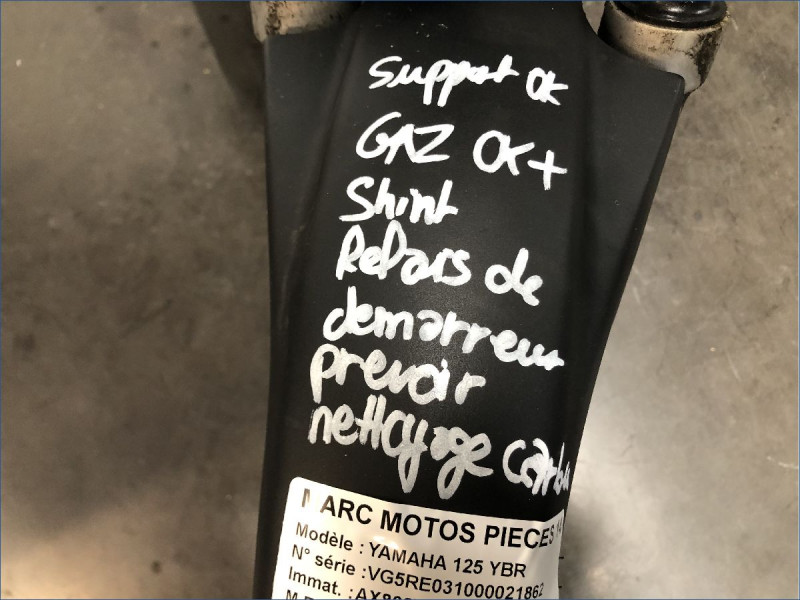 support ok
GAZ OK+
Shint
Relais de
demarreur
prevoir
nettoyage carbu
MARC MOTOS PIECES
Modèle : YAMAHA 125 YBR
N° série : VG5RE031000021862
Immat. :